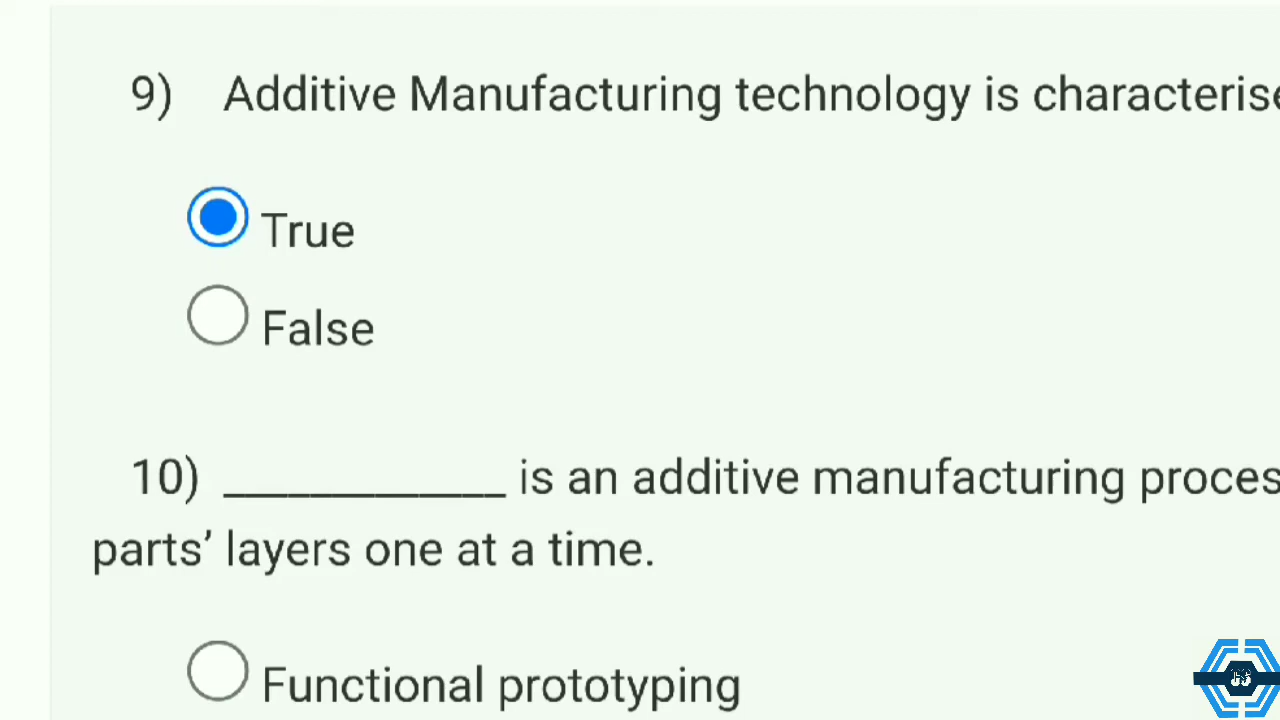 9) Additive Manufacturing technology is characteris
True
False
10) ____________ is an additive manufacturing proces
parts’ layers one at a time.
Functional prototyping